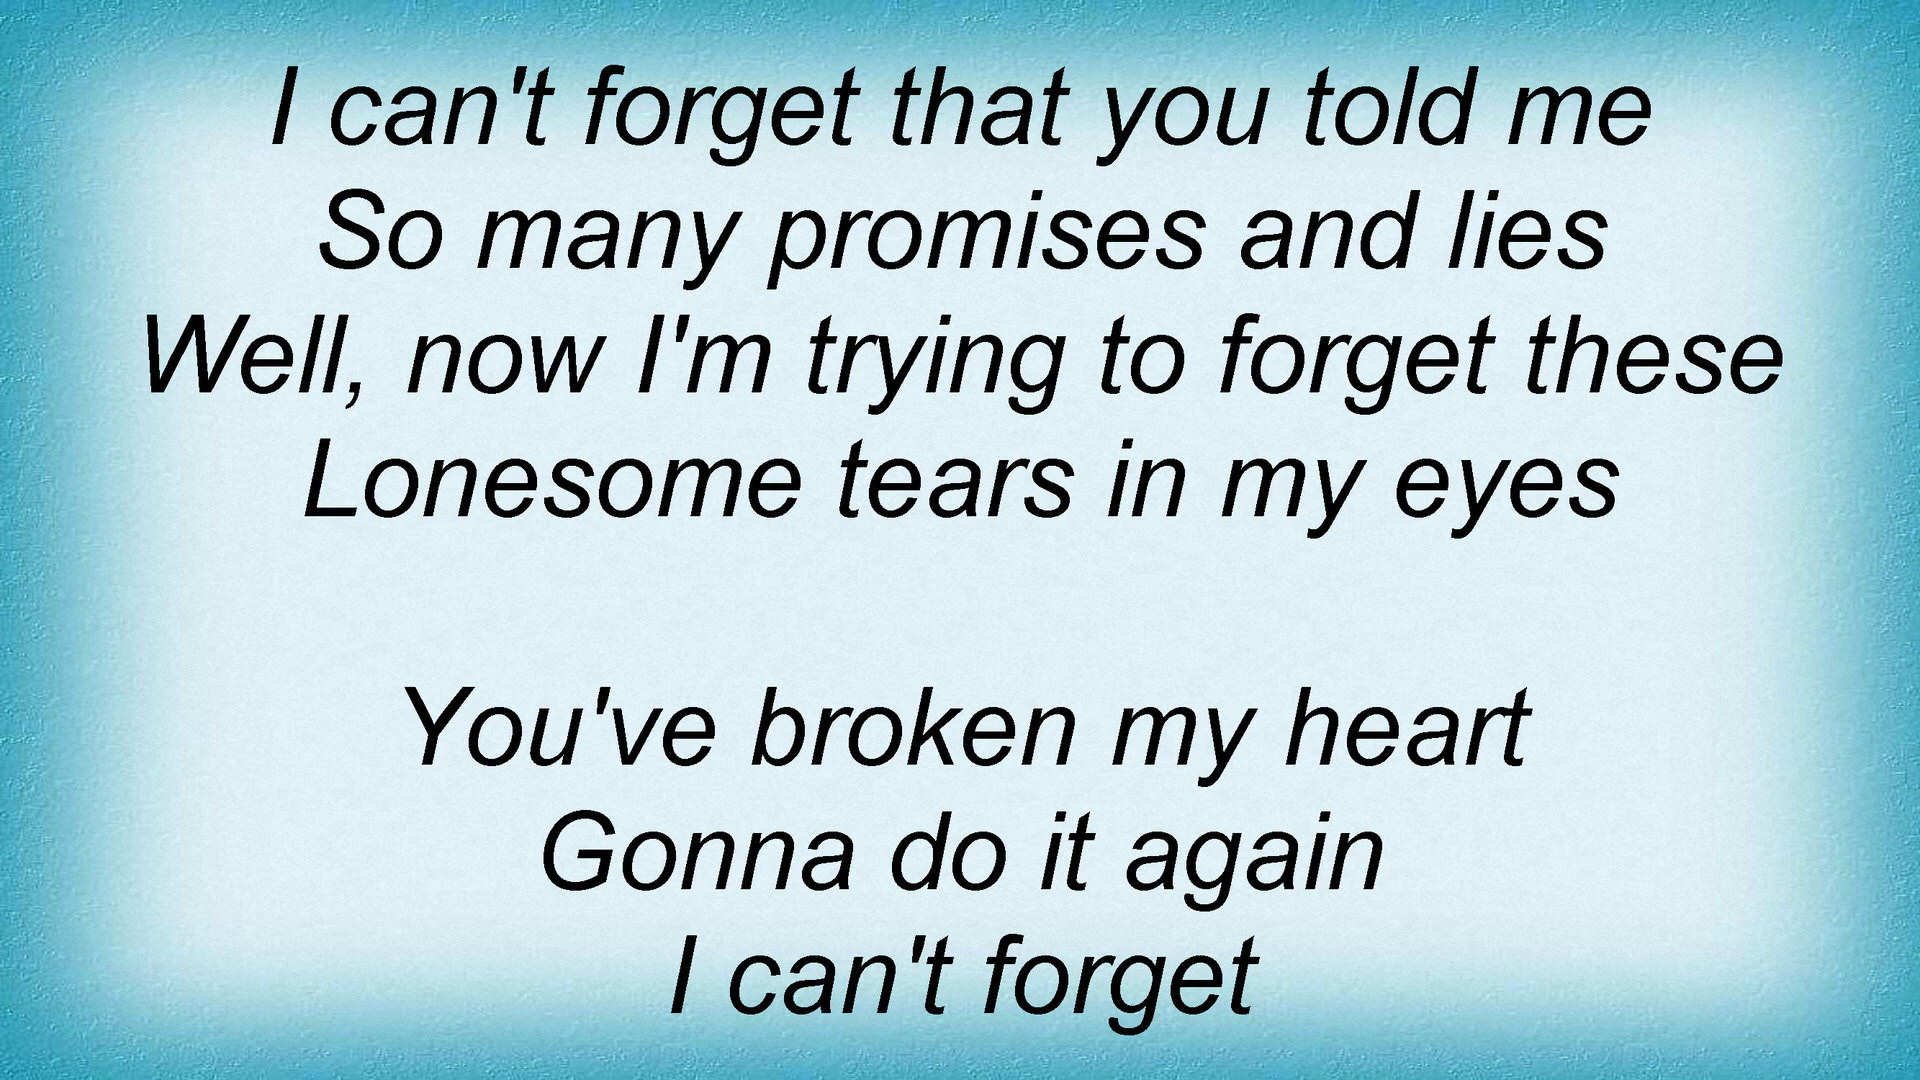 I can't forget that you told me
So many promises and lies
Well, now I'm trying to forget these
Lonesome tears in my eyes
You've broken my heart
Gonna do it again
I can't forget